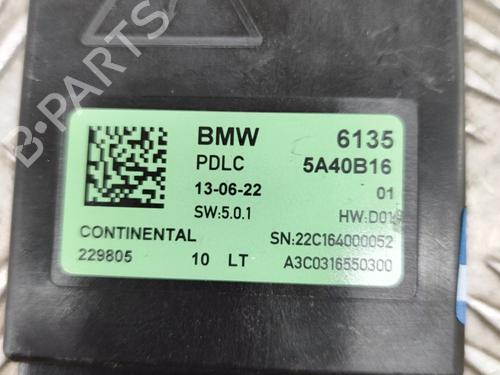 BMW 6135
PDLC 5A40B16
13-06-22 01
SW:5.0.1
CONTINENTAL SN:22C164000052
229805 10 LT A3C0316550300
B-PARTS